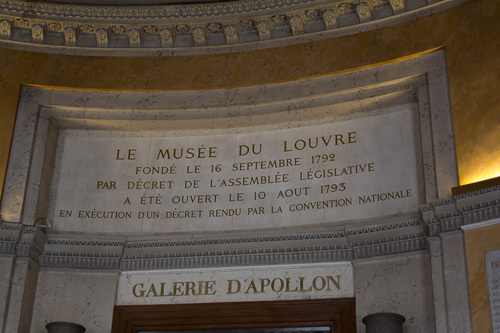 LE MUSÉE DU LOUVRE
FONDÉ LE 16 SEPTEMBRE 1792
PAR DÉCRET DE L'ASSEMBLÉE LÉGISLATIVE
A ÉTÉ OUVERT LE 10 AOUT 1793
EN EXÉCUTION D'UN DÉCRET RENDU PAR LA CONVENTION NATIONALE
GALERIE D'APOLLON